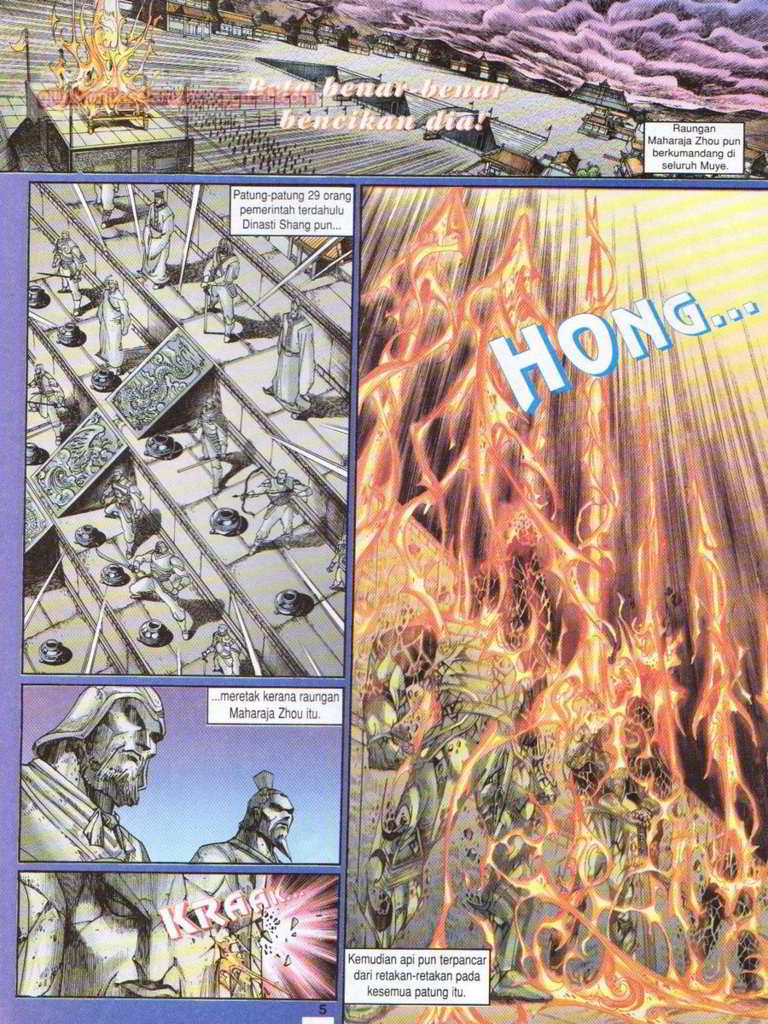 Beta benar-benar
bencikan dia!
Raungan
Maharaja Zhou pun
berkumandang di
seluruh Muye.
Patung-patung 29 orang
pemerintah terdahulu
Dinasti Shang pun...
HONG...
...meretak kerana raungan
Maharaja Zhou itu.
KRAAK...
Kemudian api pun terpancar
dari retakan-retakan pada
kesemua patung itu.
5